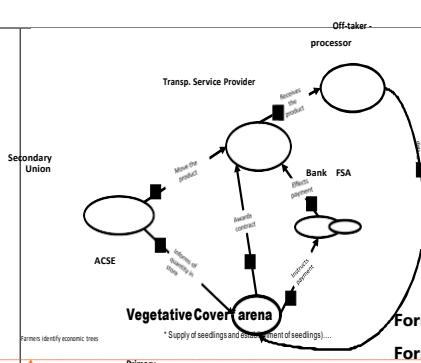 Off-taker -
processor
Transp. Service Provider
Receives
the
product
Secondary
Union
Move the
product
Bank FSA
Effects
payment
Awards
contract
ACSE
Informs of
quantity in
store
Instructs
payment
VegetativeCover arena
* Supply of seedlings and establishment of seedlings)....
Farmers identify economic trees
For
For
Primary